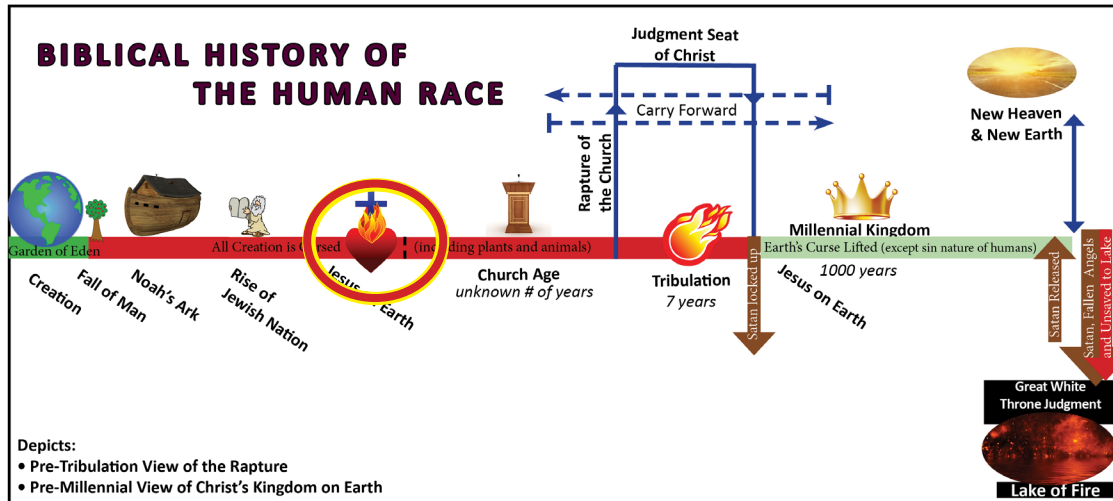 BIBLICAL HISTORY OF
THE HUMAN RACE
Judgment Seat
of Christ
Carry Forward
Rapture of
the Church
New Heaven
& New Earth
Garden of Eden
All Creation is
(including plants and animals)
Millennial Kingdom
Earth's Curse Lifted (except sin nature of humans)
1000 years
Creation
Fall of Man
Noah's Ark
Rise of
Jewish Nation
Jesus on Earth
Church Age
unknown # of years
Tribulation
7 years
Satan locked up
Jesus on Earth
Satan Released
Satan, Fallen Angels
and Unsaved to Lake
Great White
Throne Judgment
Lake of Fire
Depicts:
• Pre-Tribulation View of the Rapture
• Pre-Millennial View of Christ's Kingdom on Earth